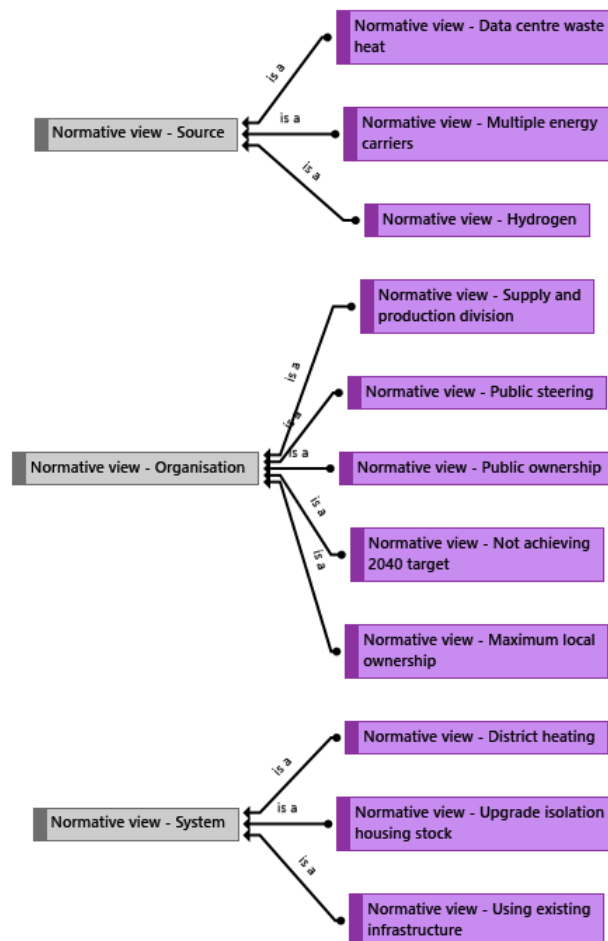 Normative view - Data centre waste
heat
is a
Normative view - Source
is a
Normative view - Multiple energy
carriers
is a
Normative view - Hydrogen
Normative view - Supply and
production division
is a
Normative view - Public steering
is a
Normative view - Organisation
is a
Normative view - Public ownership
is a
Normative view - Not achieving
2040 target
is a
Normative view - Maximum local
ownership
Normative view - District heating
is a
Normative view - System
is a
Normative view - Upgrade isolation
housing stock
is a
Normative view - Using existing
infrastructure